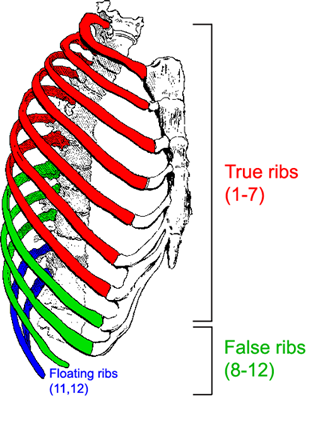 True ribs
(1-7)
False ribs
(8-12)
Floating ribs
(11,12)